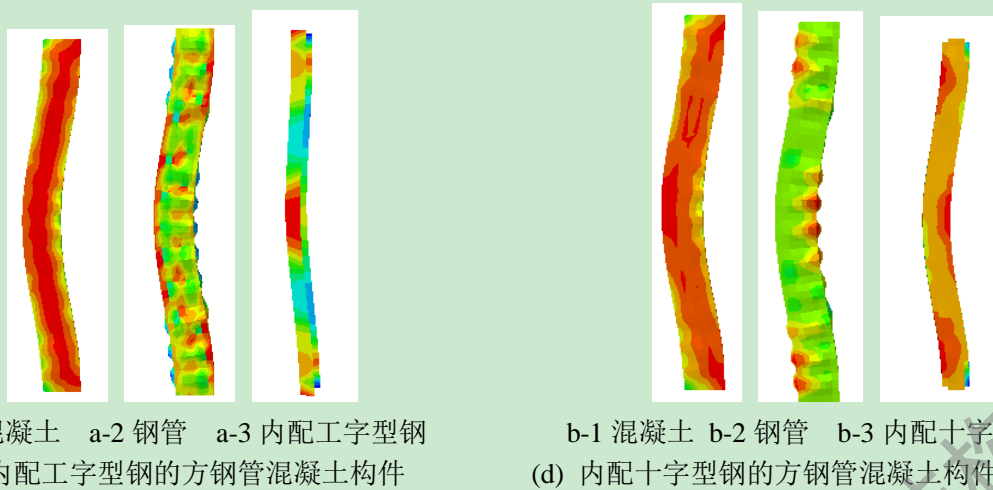 混凝土 a-2 钢管 a-3 内配工字型钢
内配工字型钢的方钢管混凝土构件
b-1 混凝土 b-2 钢管 b-3 内配十字
(d) 内配十字型钢的方钢管混凝土构件